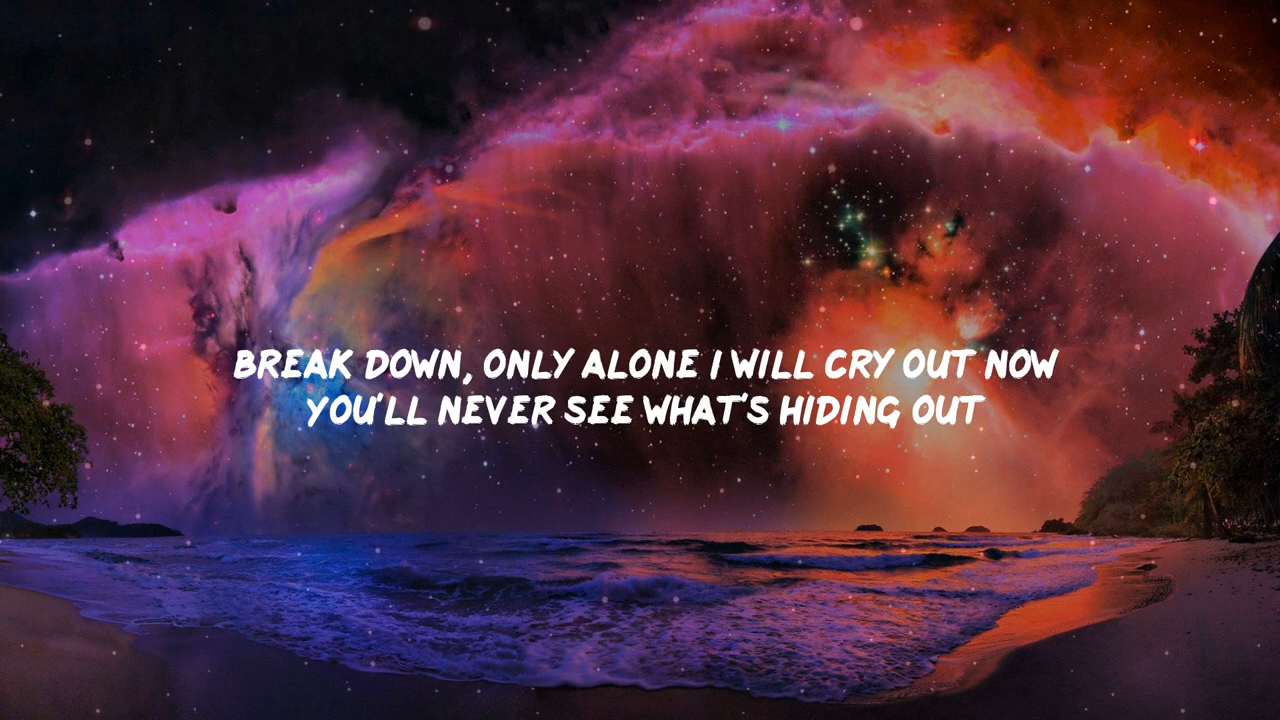 BREAK DOWN, ONLY ALONE I WILL CRY OUT NOW
YOU'LL NEVER SEE WHAT'S HIDING OUT